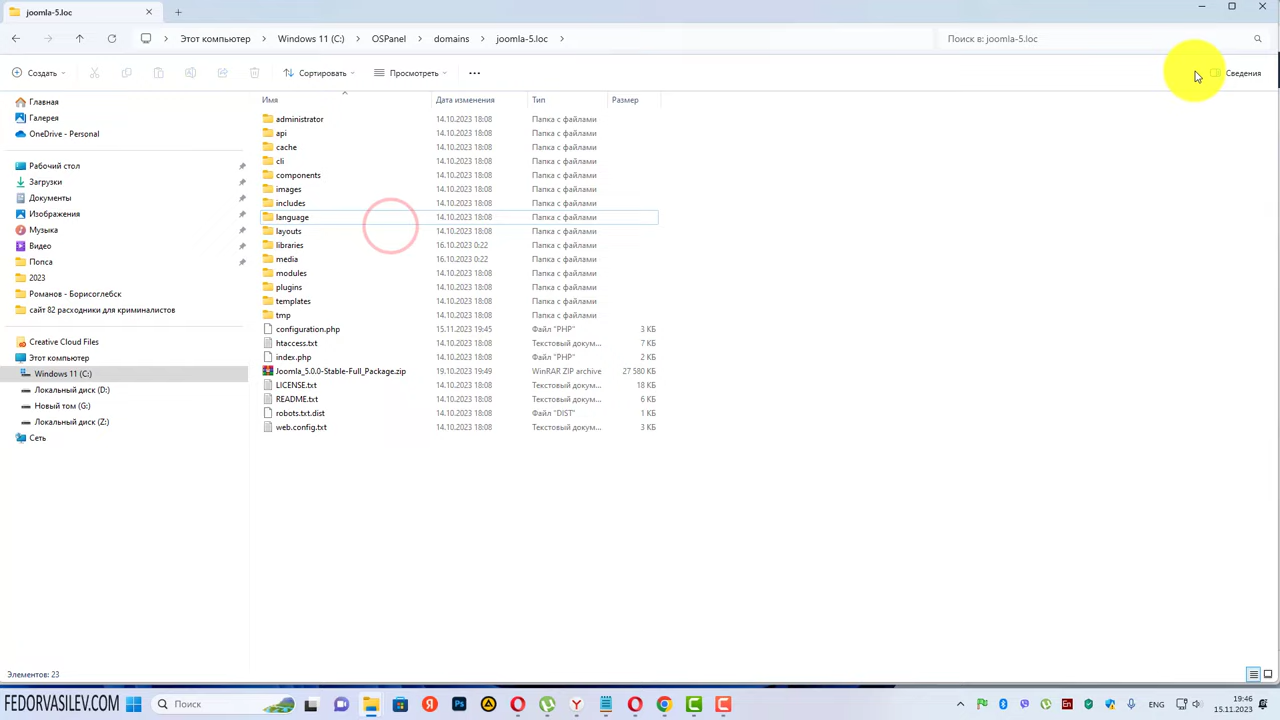 joomla-5.loc
Этот компьютер
Windows 11 (C:)
OSPanel
domains
joomla-5.loc
Поиск в: joomla-5.loc
Создать
Сортировать
Просмотреть
Сведения
Имя
Дата изменения
Тип
Размер
Главная
Галерея
OneDrive - Personal
Рабочий стол
Загрузки
Документы
Изображения
Музыка
Видео
Попса
2023
Романов - Борисоглебск
сайт 82 расходники для криминалистов
Creative Cloud Files
Этот компьютер
Windows 11 (C:)
Локальный диск (D:)
Новый том (G:)
Локальный диск (Z:)
Сеть
administrator 14.10.2023 18:08 Папка с файлами
api 14.10.2023 18:08 Папка с файлами
cache 14.10.2023 18:08 Папка с файлами
cli 14.10.2023 18:08 Папка с файлами
components 14.10.2023 18:08 Папка с файлами
images 14.10.2023 18:08 Папка с файлами
includes 14.10.2023 18:08 Папка с файлами
language 14.10.2023 18:08 Папка с файлами
layouts 14.10.2023 18:08 Папка с файлами
libraries 16.10.2023 0:22 Папка с файлами
media 16.10.2023 0:22 Папка с файлами
modules 14.10.2023 18:08 Папка с файлами
plugins 14.10.2023 18:08 Папка с файлами
templates 14.10.2023 18:08 Папка с файлами
tmp 14.10.2023 18:08 Папка с файлами
configuration.php 15.11.2023 19:45 Файл "PHP" 3 КБ
htaccess.txt 14.10.2023 18:08 Текстовый докум... 7 КБ
index.php 14.10.2023 18:08 Файл "PHP" 2 КБ
Joomla_5.0.0-Stable-Full_Package.zip 19.10.2023 19:49 WinRAR ZIP archive 27 580 КБ
LICENSE.txt 14.10.2023 18:08 Текстовый докум... 18 КБ
README.txt 14.10.2023 18:08 Текстовый докум... 6 КБ
robots.txt.dist 14.10.2023 18:08 Файл "DIST" 1 КБ
web.config.txt 14.10.2023 18:08 Текстовый докум... 3 КБ
Элементов: 23
FEDORVASILEV.COM
Поиск
ENG
19:46
15.11.2023